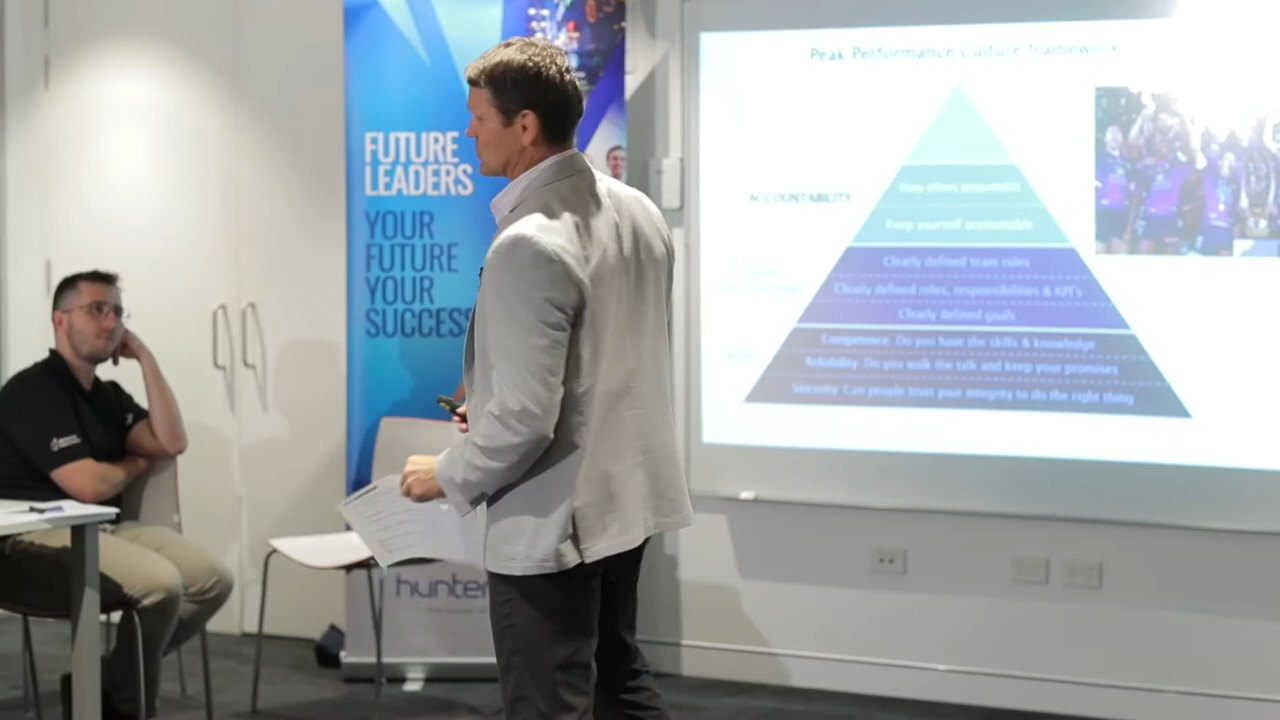 FUTURE
LEADERS
YOUR
FUTURE
YOUR
SUCCESS
hunter
Peak Performance Culture framework
ACCOUNTABILITY
Keep others accountable
Keep yourself accountable
Clearly defined team rules
Clearly defined roles, responsibilities & KPI's
Clearly defined goals
Competence: Do you have the skills & knowledge
Reliability: Do you walk the talk and keep your promises
Sincerity: Can people trust your integrity to do the right thing